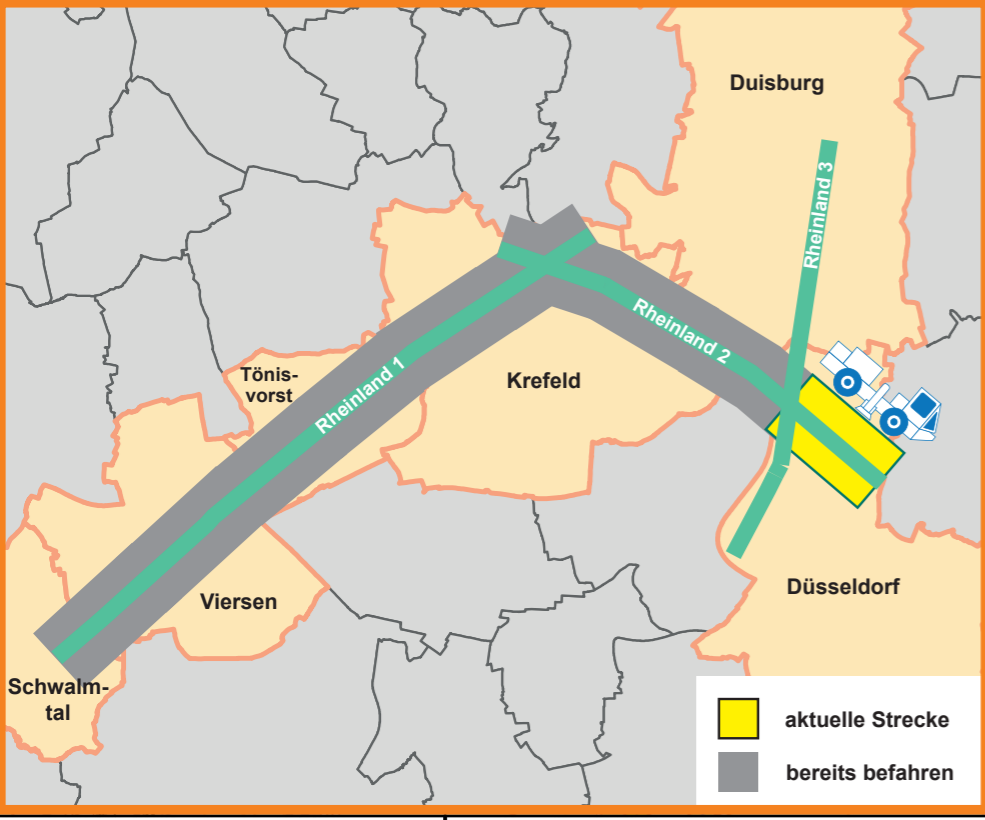 Duisburg
Rheinland 3
Rheinland 2
Tönis-
vorst
Rheinland 1
Krefeld
Viersen
Düsseldorf
Schwalm-
tal
aktuelle Strecke
bereits befahren